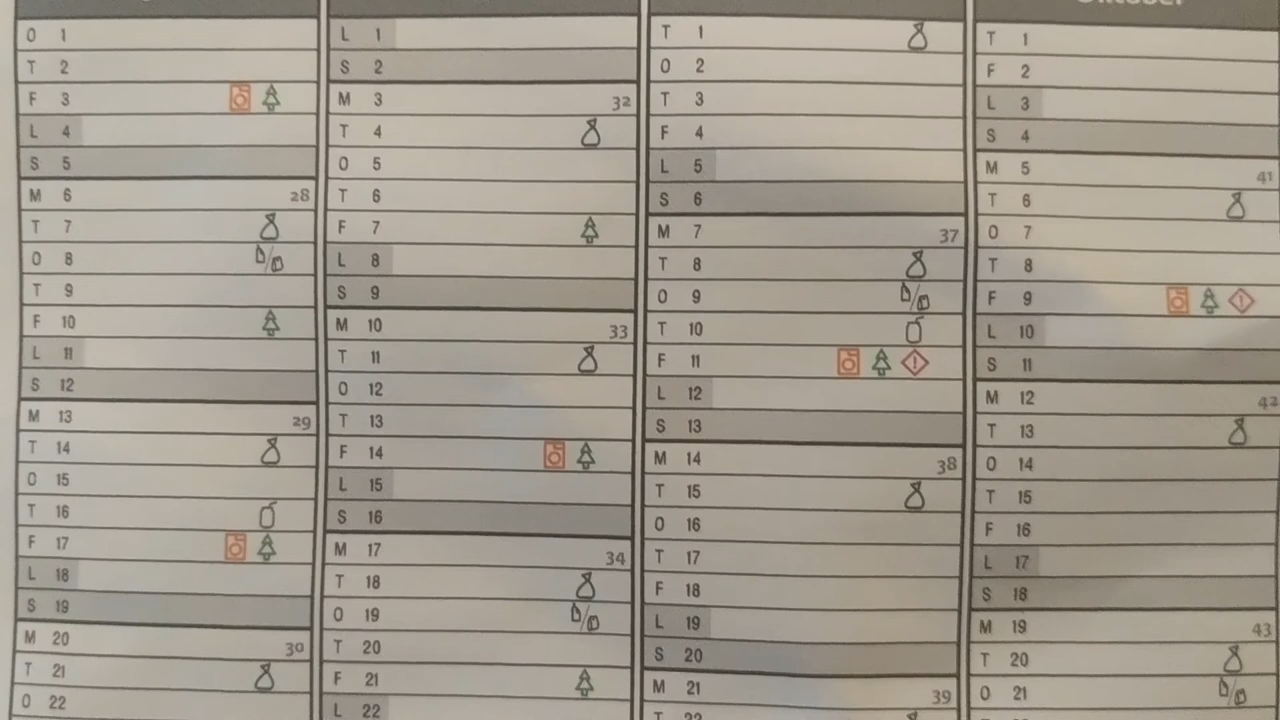 O 1
T 2
F 3
L 4
S 5
M 6 28
T 7
O 8
T 9
F 10
L 11
S 12
M 13 29
T 14
O 15
T 16
F 17
L 18
S 19
M 20 30
T 21
O 22
L 1
S 2
M 3 32
T 4
O 5
T 6
F 7
L 8
S 9
M 10 33
T 11
O 12
T 13
F 14
L 15
S 16
M 17 34
T 18
O 19
T 20
F 21
L 22
T 1
O 2
T 3
F 4
L 5
S 6
M 7 37
T 8
O 9
T 10
F 11
L 12
S 13
M 14 38
T 15
O 16
T 17
F 18
L 19
S 20
M 21 39
T 22
Oktober
T 1
F 2
L 3
S 4
M 5 41
T 6
O 7
T 8
F 9
L 10
S 11
M 12 42
T 13
O 14
T 15
F 16
L 17
S 18
M 19 43
T 20
O 21